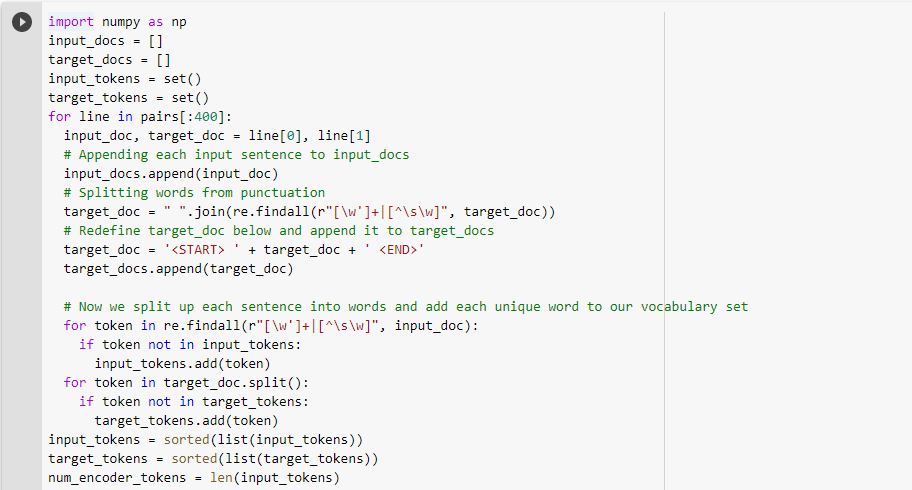 import numpy as np
input_docs = []
target_docs = []
input_tokens = set()
target_tokens = set()
for line in pairs[:400]:
  input_doc, target_doc = line[0], line[1]
  # Appending each input sentence to input_docs
  input_docs.append(input_doc)
  # Splitting words from punctuation
  target_doc = " ".join(re.findall(r"[\w']+|[^\s\w]", target_doc))
  # Redefine target_doc below and append it to target_docs
  target_doc = '<START> ' + target_doc + ' <END>'
  target_docs.append(target_doc)

  # Now we split up each sentence into words and add each unique word to our vocabulary set
  for token in re.findall(r"[\w']+|[^\s\w]", input_doc):
    if token not in input_tokens:
      input_tokens.add(token)
  for token in target_doc.split():
    if token not in target_tokens:
      target_tokens.add(token)
input_tokens = sorted(list(input_tokens))
target_tokens = sorted(list(target_tokens))
num_encoder_tokens = len(input_tokens)